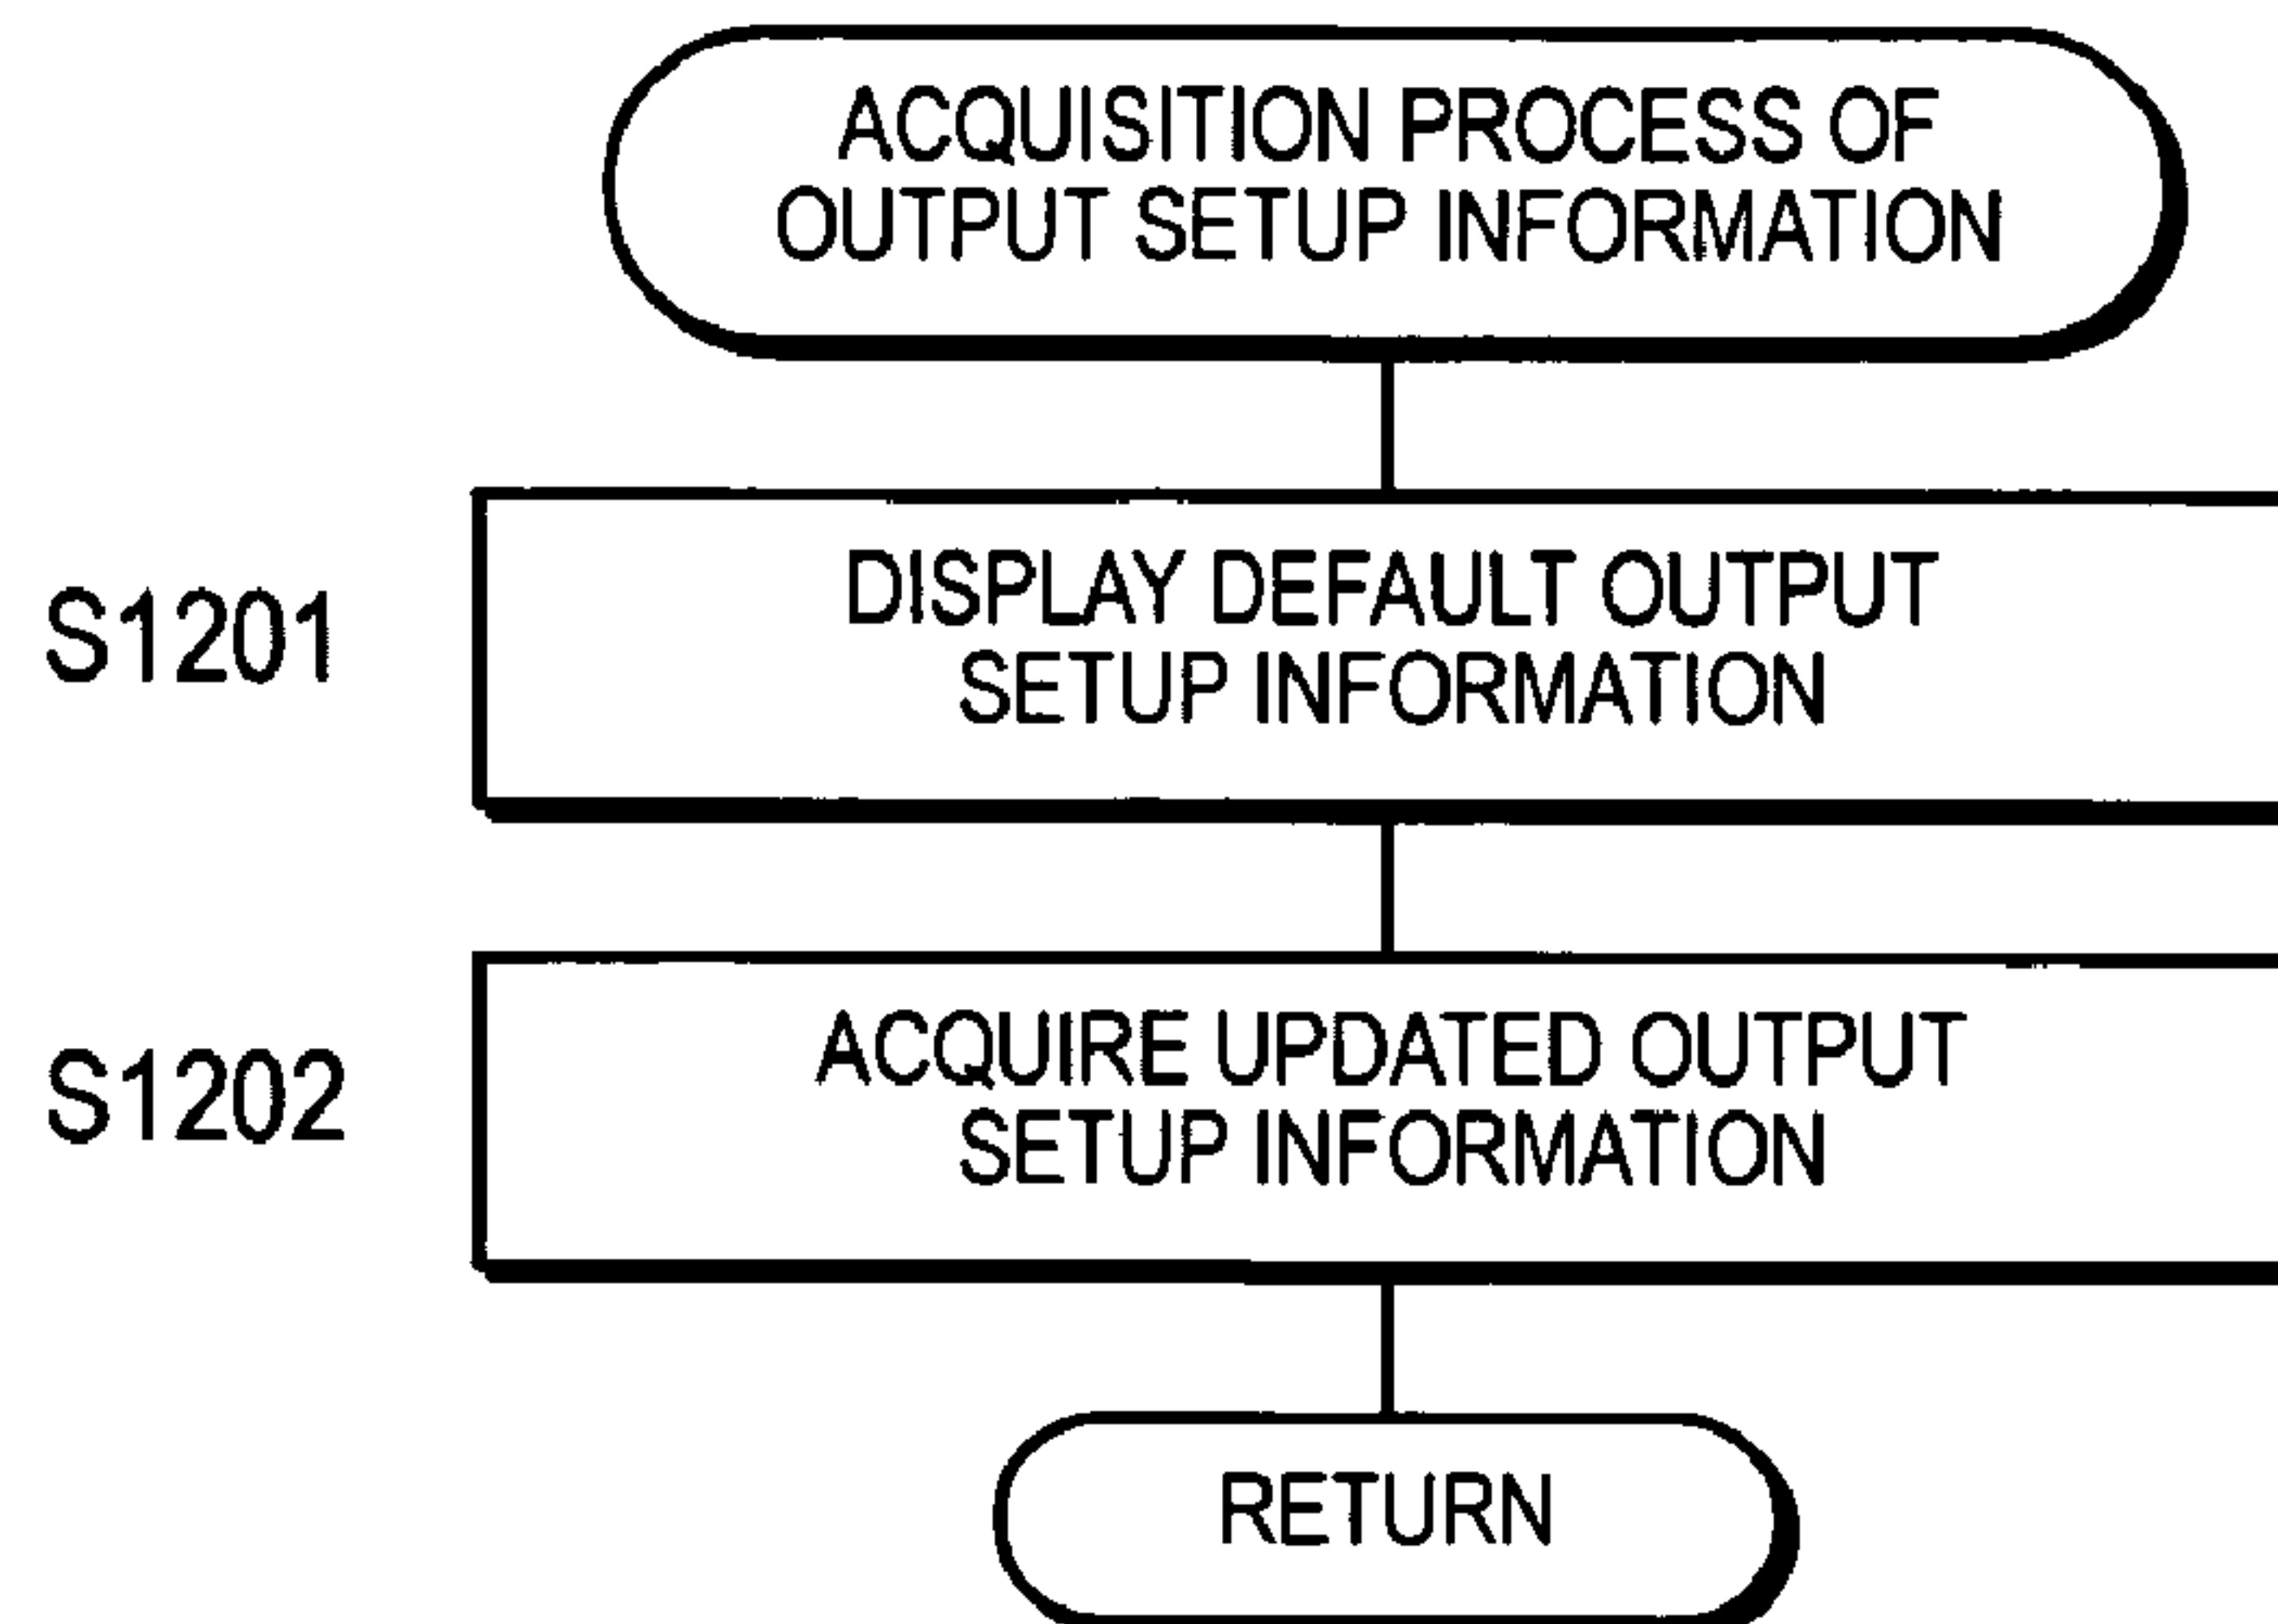 ACQUISITION PROCESS OF
OUTPUT SETUP INFORMATION
S1201
DISPLAY DEFAULT OUTPUT
SETUP INFORMATION
S1202
ACQUIRE UPDATED OUTPUT
SETUP INFORMATION
RETURN